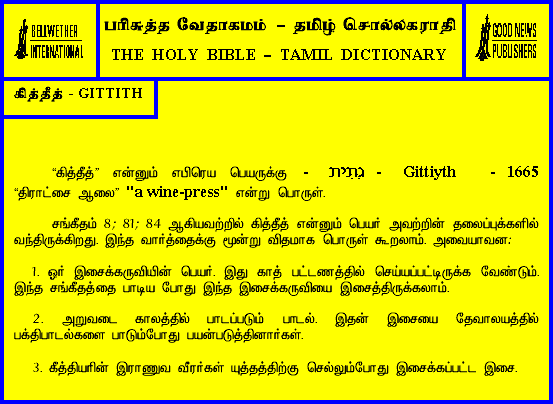 BELLWETHER
INTERNATIONAL
பரிசுத்த வேதாகமம் – தமிழ் சொல்லகராதி
THE HOLY BIBLE – TAMIL DICTIONARY
GOOD NEWS
PUBLISHERS
கித்தீத் - GITTITH
“கித்தீத்” என்னும் எபிரெய பெயருக்கு - גתית - Gittiyth - 1665
“திராட்சை ஆலை” "a wine-press" என்று பொருள்.
சங்கீதம் 8; 81; 84 ஆகியவற்றில் கித்தீத் என்னும் பெயர் அவற்றின் தலைப்புக்களில்
வந்திருக்கிறது. இந்த வார்த்தைக்கு மூன்று விதமாக பொருள் கூறலாம். அவையாவன:
1. ஓர் இசைக்கருவியின் பெயர். இது காத் பட்டணத்தில் செய்யப்பட்டிருக்க வேண்டும்.
இந்த சங்கீதத்தை பாடிய போது இந்த இசைக்கருவியை இசைத்திருக்கலாம்.
2. அறுவடை காலத்தில் பாடப்படும் பாடல். இதன் இசையை தேவாலயத்தில்
பக்திபாடல்களை பாடும்போது பயன்படுத்தினார்கள்.
3. கீத்தியரின் இராணுவ வீரர்கள் யுத்தத்திற்கு செல்லும்போது இசைக்கப்பட்ட இசை.